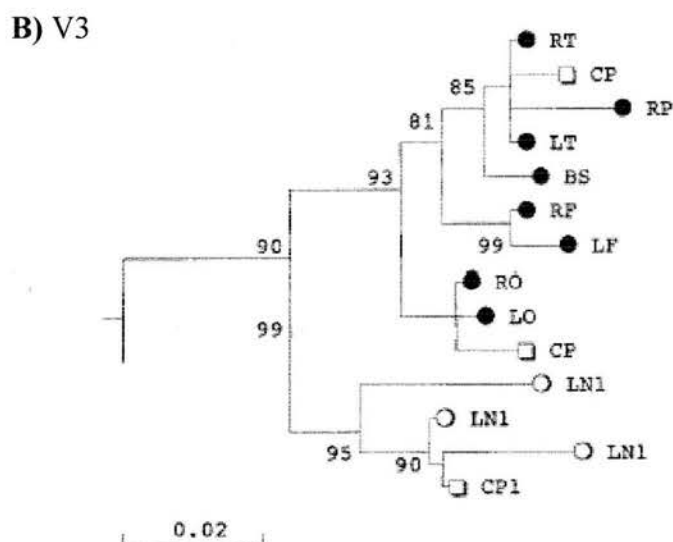 B) V3
RT
CP
85
RP
81
LT
93
BS
RF
90
99
LF
RO
99
LO
CP
LN1
LN1
95
90
LN1
CP1
0.02